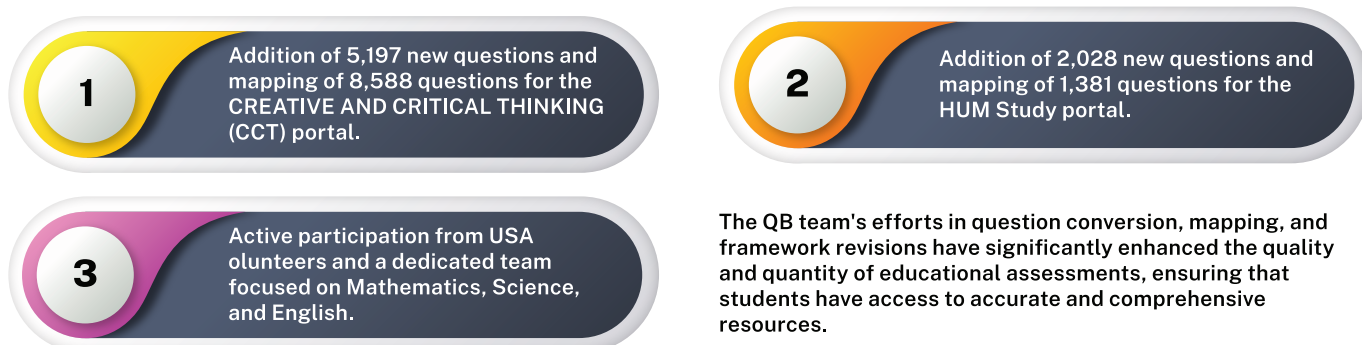 1
Addition of 5,197 new questions and
mapping of 8,588 questions for the
CREATIVE AND CRITICAL THINKING
(CCT) portal.
2
Addition of 2,028 new questions and
mapping of 1,381 questions for the
HUM Study portal.
3
Active participation from USA
olunteers and a dedicated team
focused on Mathematics, Science,
and English.
The QB team's efforts in question conversion, mapping, and
framework revisions have significantly enhanced the quality
and quantity of educational assessments, ensuring that
students have access to accurate and comprehensive
resources.